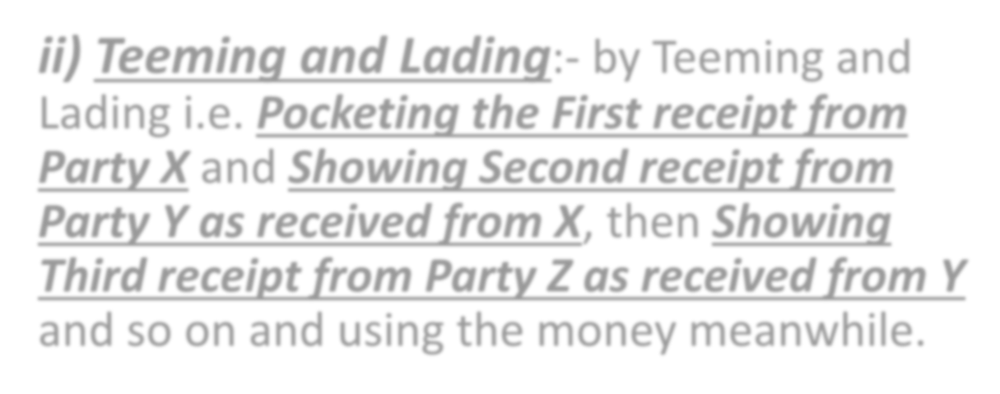 ii) Teeming and Lading:- by Teeming and
Lading i.e. Pocketing the First receipt from
Party X and Showing Second receipt from
Party Y as received from X, then Showing
Third receipt from Party Z as received from Y
and so on and using the money meanwhile.